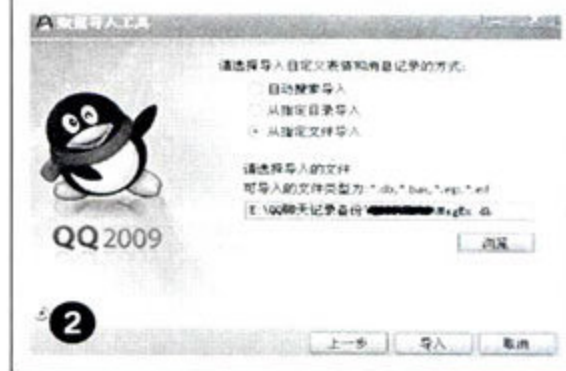 数据导入工具
请选择导入自定义表情和消息记录的方式:
自动搜索导入
从指定目录导入
从指定文件导入
请选择导入的文件
可导入的文件类型为: *.db,*.bak,*.eip,*.eif
E:\QQ聊天记录备份\ MsgEx.db
浏览
QQ2009
2
上一步
导入
取消